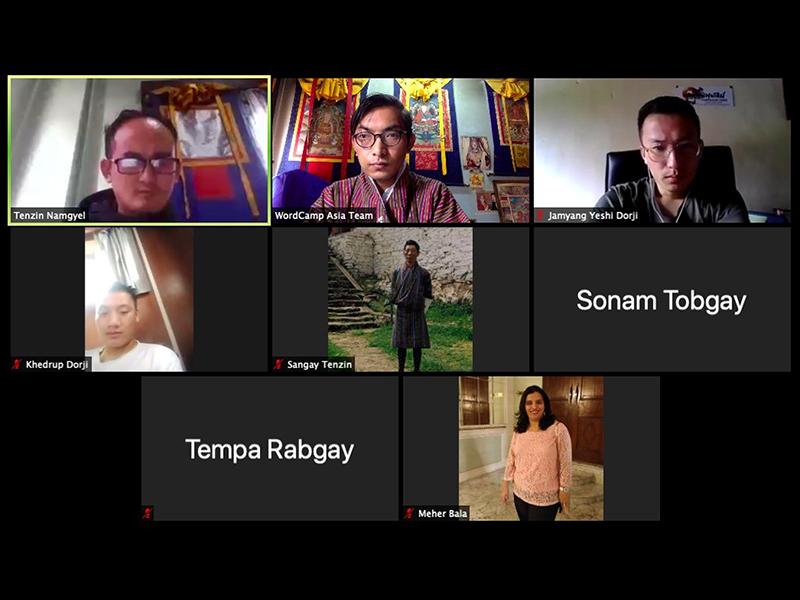 Tenzin Namgyel
WordCamp Asia Team
Jamyang Yeshi Dorji
Khedrup Dorji
Sangay Tenzin
Sonam Tobgay
Tempa Rabgay
Meher Bala